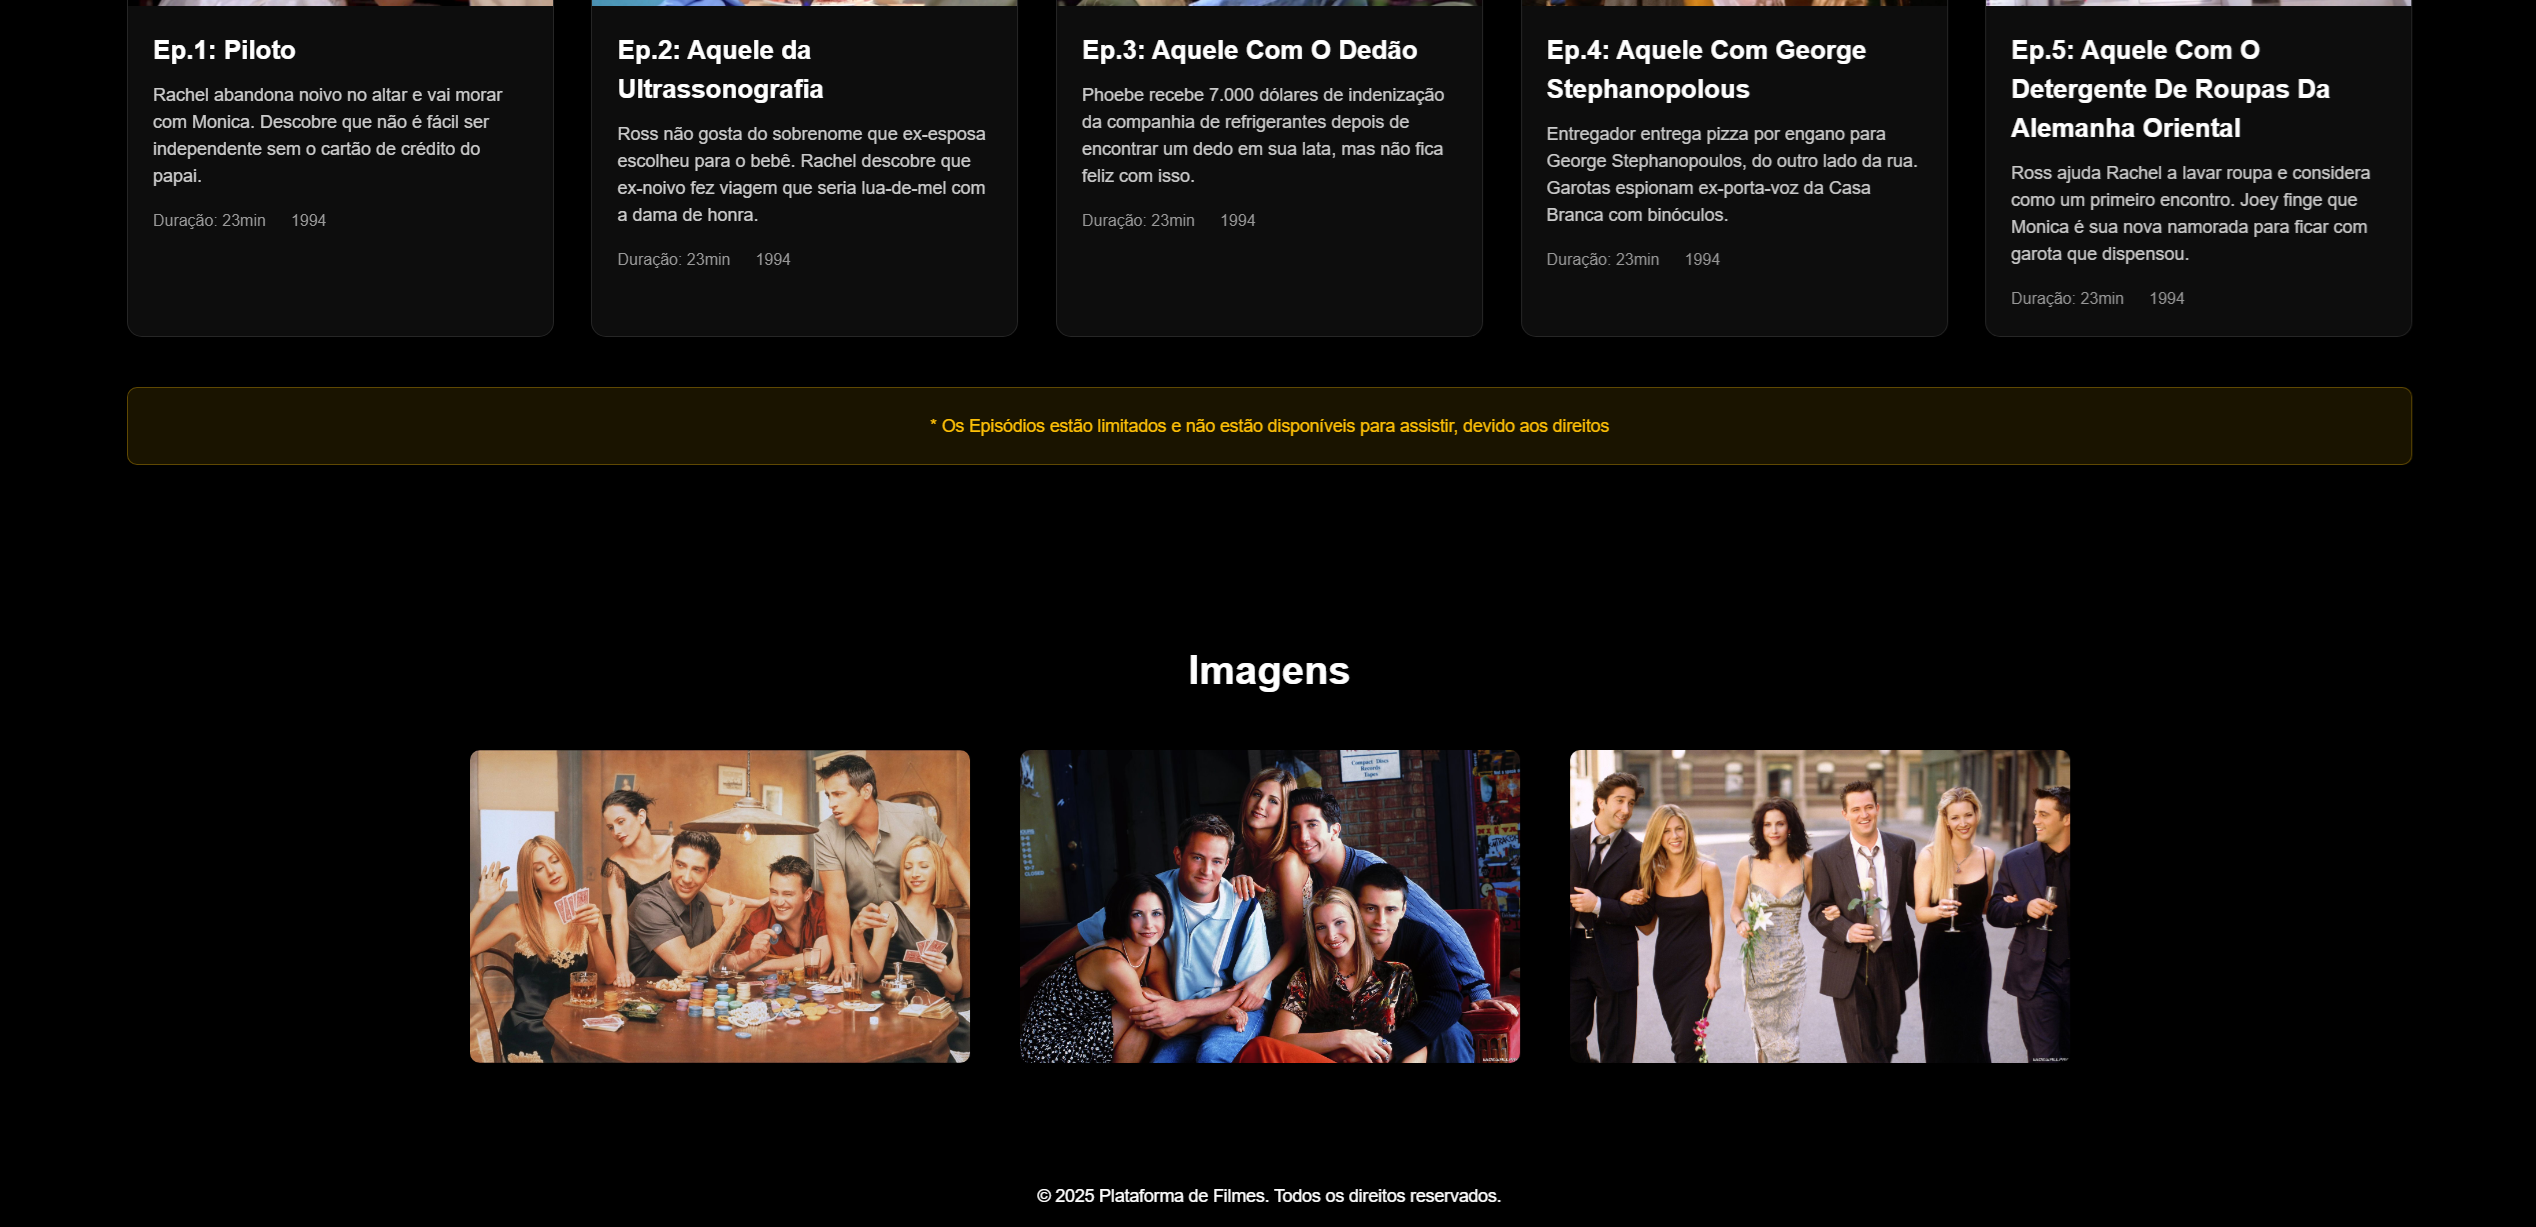 Ep.1: Piloto
Rachel abandona noivo no altar e vai morar
com Monica. Descobre que não é fácil ser
independente sem o cartão de crédito do
papai.
Duração: 23min 1994
Ep.2: Aquele da
Ultrassonografia
Ross não gosta do sobrenome que ex-esposa
escolheu para o bebê. Rachel descobre que
ex-noivo fez viagem que seria lua-de-mel com
a dama de honra.
Duração: 23min 1994
Ep.3: Aquele Com O Dedão
Phoebe recebe 7.000 dólares de indenização
da companhia de refrigerantes depois de
encontrar um dedo em sua lata, mas não fica
feliz com isso.
Duração: 23min 1994
Ep.4: Aquele Com George
Stephanopolous
Entregador entrega pizza por engano para
George Stephanopoulos, do outro lado da rua.
Garotas espionam ex-porta-voz da Casa
Branca com binóculos.
Duração: 23min 1994
Ep.5: Aquele Com O
Detergente De Roupas Da
Alemanha Oriental
Ross ajuda Rachel a lavar roupa e considera
como um primeiro encontro. Joey finge que
Monica é sua nova namorada para ficar com
garota que dispensou.
Duração: 23min 1994
* Os Episódios estão limitados e não estão disponíveis para assistir, devido aos direitos
Imagens
Compact Discs
Records
Tapes
© 2025 Plataforma de Filmes. Todos os direitos reservados.